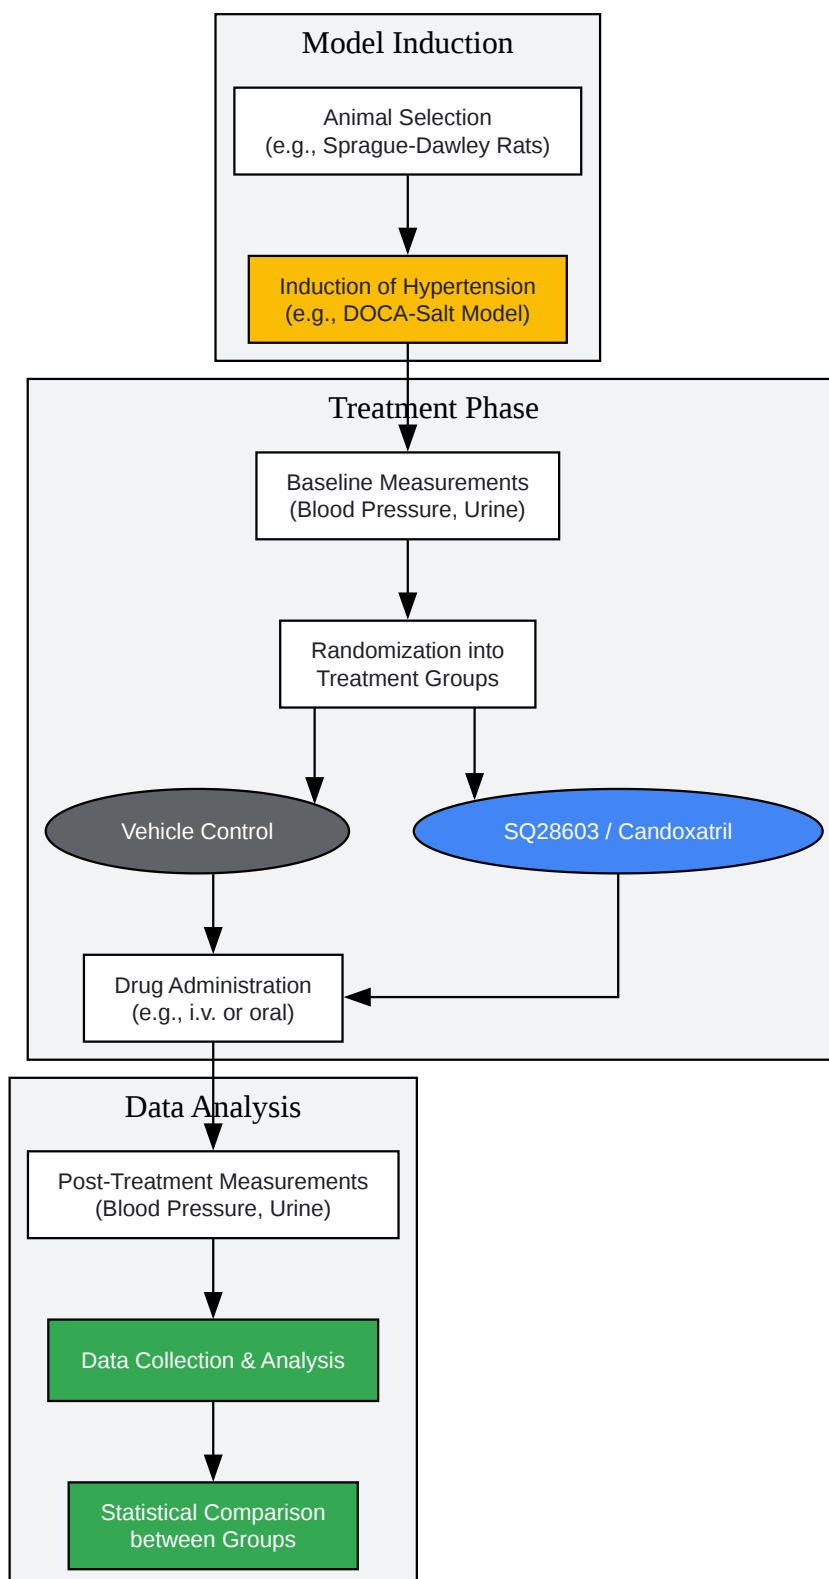 Model Induction
Animal Selection
(e.g., Sprague-Dawley Rats)
Induction of Hypertension
(e.g., DOCA-Salt Model)
Treatment Phase
Baseline Measurements
(Blood Pressure, Urine)
Randomization into
Treatment Groups
Vehicle Control
SQ28603 / Candoxatril
Drug Administration
(e.g., i.v. or oral)
Data Analysis
Post-Treatment Measurements
(Blood Pressure, Urine)
Data Collection & Analysis
Statistical Comparison
between Groups